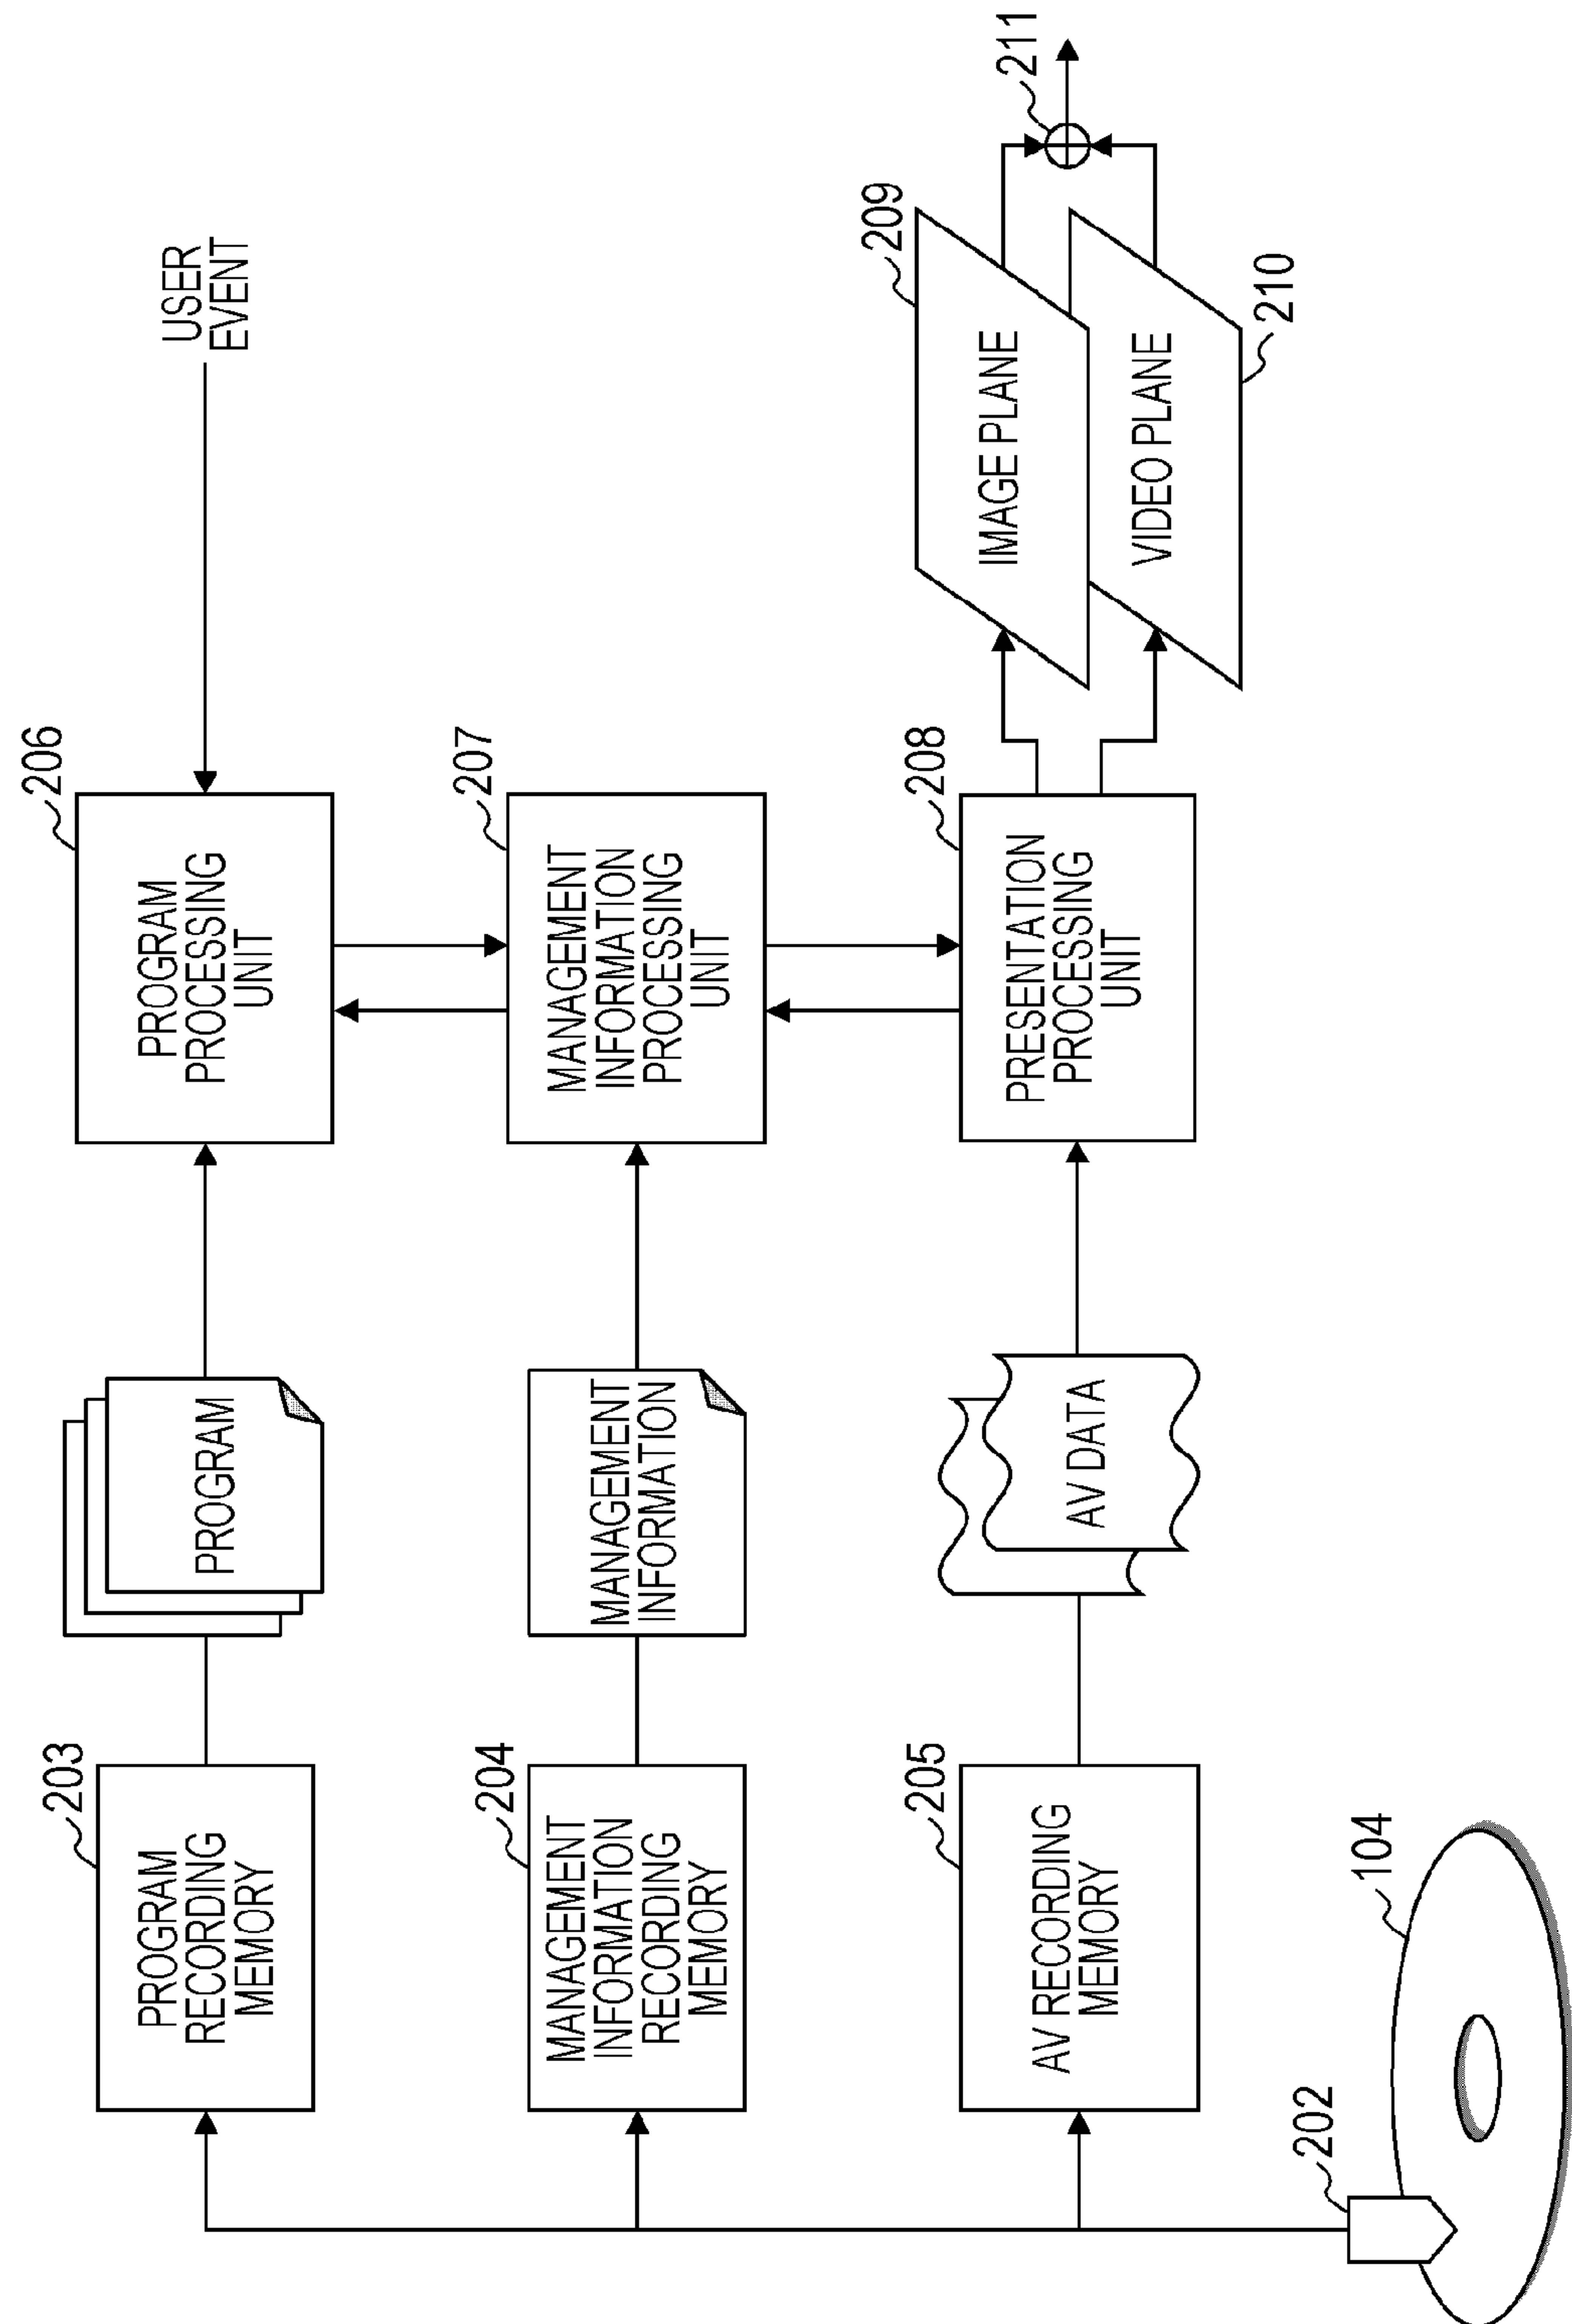 203
PROGRAM
RECORDING
MEMORY
PROGRAM
206
PROGRAM
PROCESSING
UNIT
USER
EVENT
204
MANAGEMENT
INFORMATION
RECORDING
MEMORY
MANAGEMENT
INFORMATION
207
MANAGEMENT
INFORMATION
PROCESSING
UNIT
205
AV RECORDING
MEMORY
AV DATA
208
PRESENTATION
PROCESSING
UNIT
209
IMAGE PLANE
211
VIDEO PLANE
210
202
104